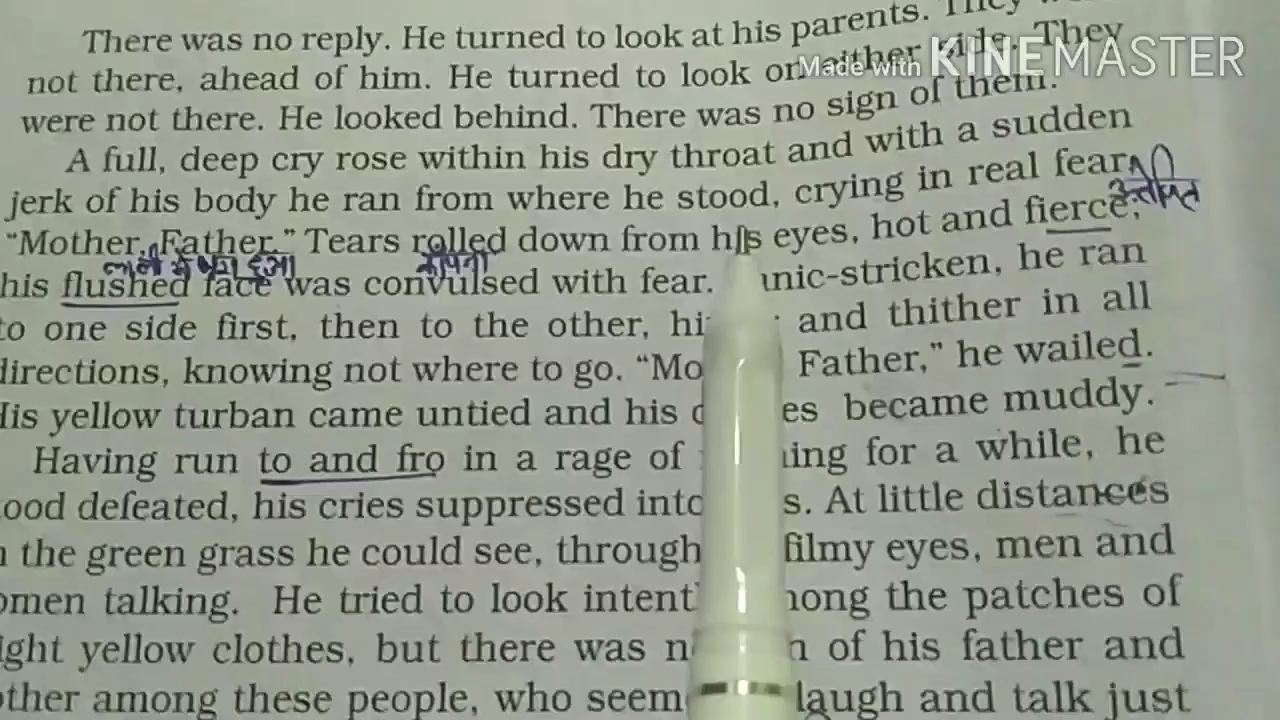 There was no reply. He turned to look at his parents. They
not there, ahead of him. He turned to look on either side. They
Made with KINEMASTER
were not there. He looked behind. There was no sign of them.
A full, deep cry rose within his dry throat and with a sudden
jerk of his body he ran from where he stood, crying in real fear,
“Mother, Father.” Tears rolled down from his eyes, hot and fierce;
लाली से भरा हुआ काँपना
his flushed face was convulsed with fear. nic-stricken, he ran
to one side first, then to the other, hi and thither in all
directions, knowing not where to go. “Mo Father,” he wailed.
His yellow turban came untied and his es became muddy.
Having run to and fro in a rage of ing for a while, he
ood defeated, his cries suppressed into s. At little distances
the green grass he could see, through filmy eyes, men and
omen talking. He tried to look intent ong the patches of
ight yellow clothes, but there was n of his father and
other among these people, who seem laugh and talk just